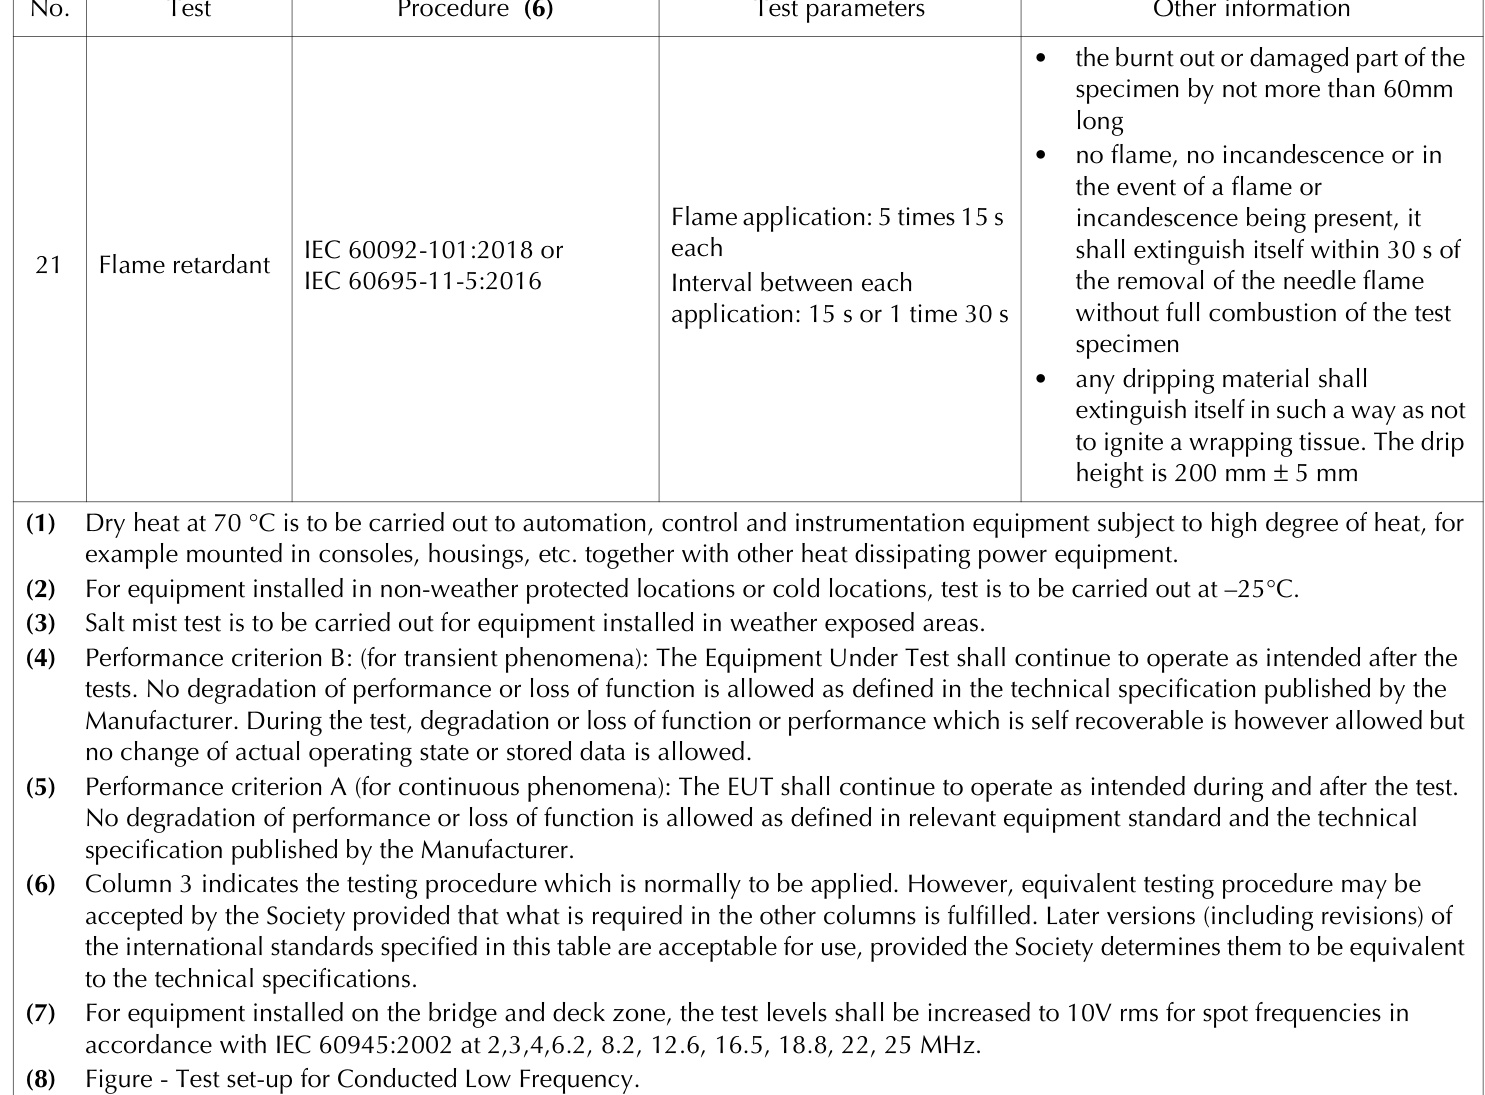 No. Test Procedure (6) Test parameters Other information
• the burnt out or damaged part of the
specimen by not more than 60mm
long
• no flame, no incandescence or in
the event of a flame or
incandescence being present, it
shall extinguish itself within 30 s of
the removal of the needle flame
without full combustion of the test
specimen
• any dripping material shall
extinguish itself in such a way as not
to ignite a wrapping tissue. The drip
height is 200 mm ± 5 mm
21
Flame retardant
IEC 60092-101:2018 or
IEC 60695-11-5:2016
Flame application: 5 times 15 s
each
Interval between each
application: 15 s or 1 time 30 s
(1) Dry heat at 70 °C is to be carried out to automation, control and instrumentation equipment subject to high degree of heat, for
example mounted in consoles, housings, etc. together with other heat dissipating power equipment.
(2) For equipment installed in non-weather protected locations or cold locations, test is to be carried out at –25°C.
(3) Salt mist test is to be carried out for equipment installed in weather exposed areas.
(4) Performance criterion B: (for transient phenomena): The Equipment Under Test shall continue to operate as intended after the
tests. No degradation of performance or loss of function is allowed as defined in the technical specification published by the
Manufacturer. During the test, degradation or loss of function or performance which is self recoverable is however allowed but
no change of actual operating state or stored data is allowed.
(5) Performance criterion A (for continuous phenomena): The EUT shall continue to operate as intended during and after the test.
No degradation of performance or loss of function is allowed as defined in relevant equipment standard and the technical
specification published by the Manufacturer.
(6) Column 3 indicates the testing procedure which is normally to be applied. However, equivalent testing procedure may be
accepted by the Society provided that what is required in the other columns is fulfilled. Later versions (including revisions) of
the international standards specified in this table are acceptable for use, provided the Society determines them to be equivalent
to the technical specifications.
(7) For equipment installed on the bridge and deck zone, the test levels shall be increased to 10V rms for spot frequencies in
accordance with IEC 60945:2002 at 2,3,4,6.2, 8.2, 12.6, 16.5, 18.8, 22, 25 MHz.
(8) Figure - Test set-up for Conducted Low Frequency.